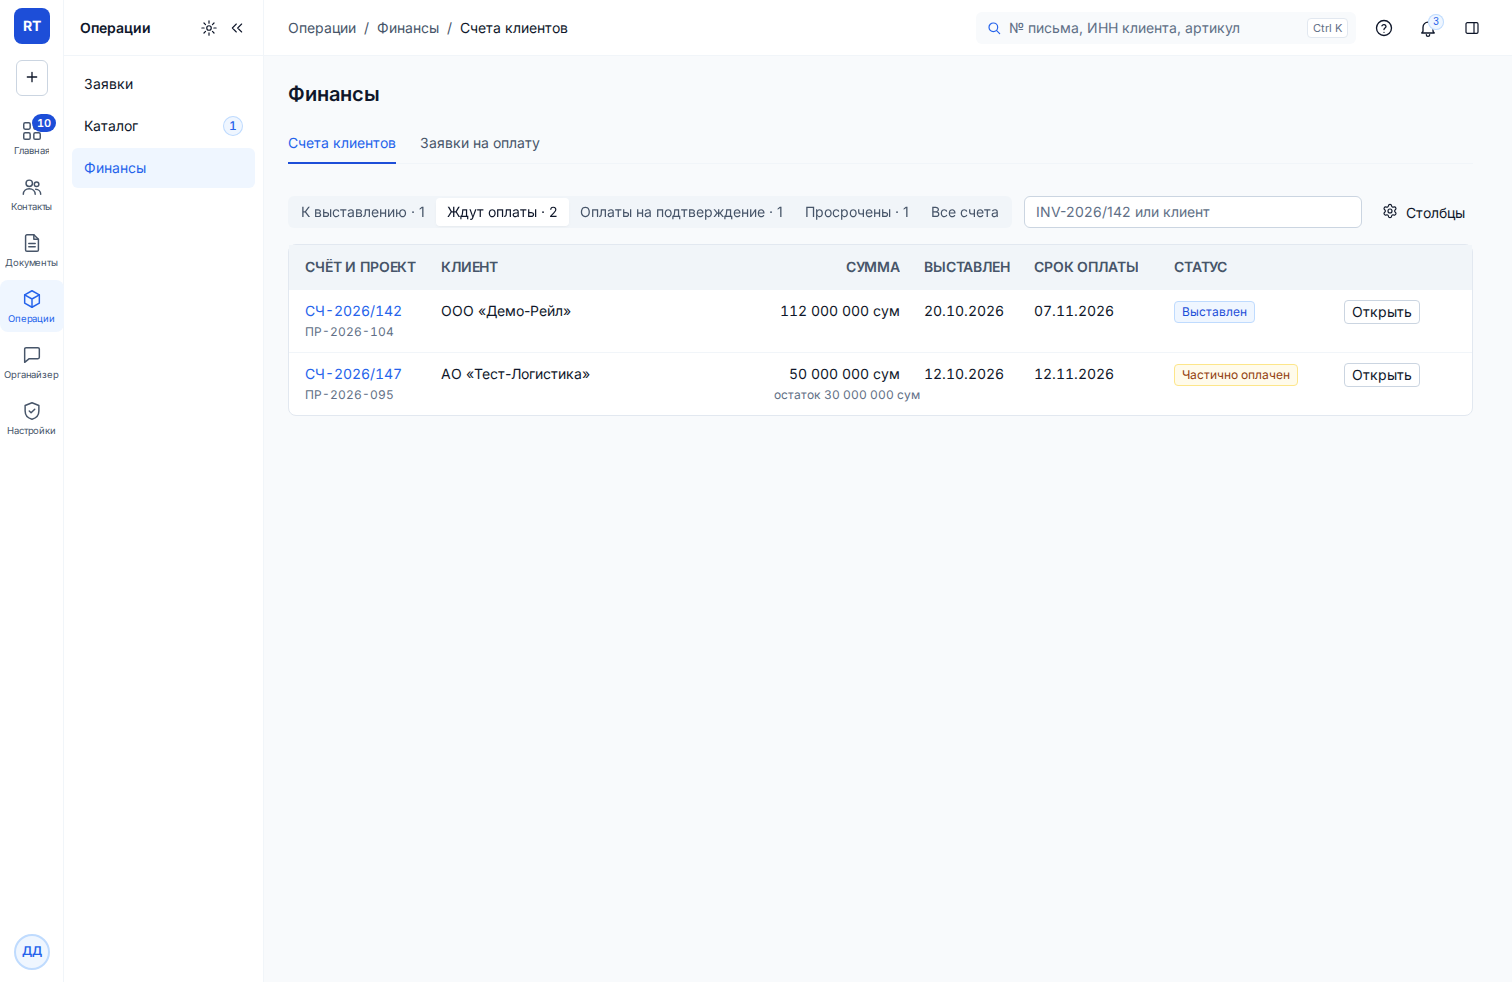 RT
Операции
Операции / Финансы / Счета клиентов
№ письма, ИНН клиента, артикул
Ctrl K
3
10
Главная
Контакты
Документы
Операции
Органайзер
Настройки
ДД
Заявки
Каталог
1
Финансы
Финансы
Счета клиентов
Заявки на оплату
К выставлению · 1
Ждут оплаты · 2
Оплаты на подтверждение · 1
Просрочены · 1
Все счета
INV-2026/142 или клиент
Столбцы
СЧЁТ И ПРОЕКТ КЛИЕНТ СУММА ВЫСТАВЛЕН СРОК ОПЛАТЫ СТАТУС
СЧ-2026/142 ООО «Демо-Рейл» 112 000 000 сум 20.10.2026 07.11.2026 Выставлен Открыть
ПР-2026-104
СЧ-2026/147 АО «Тест-Логистика» 50 000 000 сум 12.10.2026 12.11.2026 Частично оплачен Открыть
ПР-2026-095 остаток 30 000 000 сум